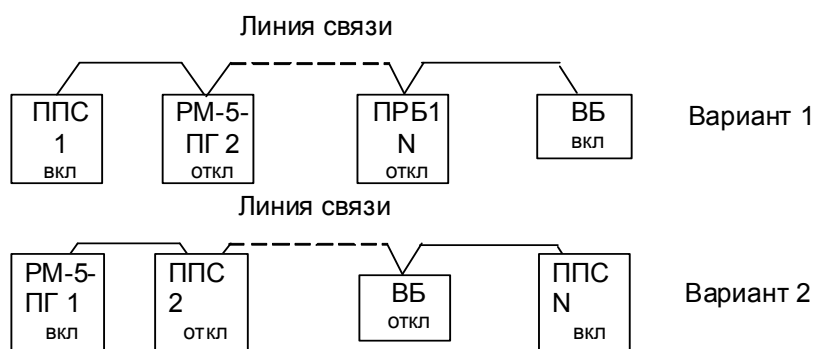 Линия связи
ППС 1 вкл
РМ-5-ПГ 2 откл
ПРБ1 N откл
ВБ вкл
Вариант 1
Линия связи
РМ-5-ПГ 1 вкл
ППС 2 откл
ВБ откл
ППС N вкл
Вариант 2